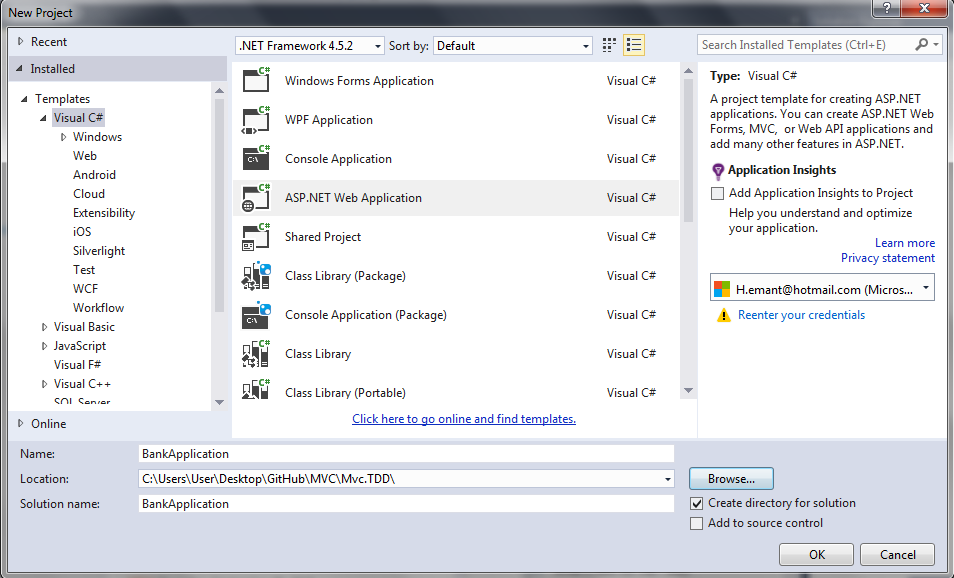 New Project
Recent
.NET Framework 4.5.2
Sort by: Default
Search Installed Templates (Ctrl+E)
Installed
Templates
Visual C#
Windows
Web
Android
Cloud
Extensibility
iOS
Silverlight
Test
WCF
Workflow
Visual Basic
JavaScript
Visual F#
Visual C++
SQL Server
Online
Windows Forms Application Visual C#
WPF Application Visual C#
Console Application Visual C#
ASP.NET Web Application Visual C#
Shared Project Visual C#
Class Library (Package) Visual C#
Console Application (Package) Visual C#
Class Library Visual C#
Class Library (Portable) Visual C#
Click here to go online and find templates.
Type: Visual C#
A project template for creating ASP.NET
applications. You can create ASP.NET Web
Forms, MVC, or Web API applications and
add many other features in ASP.NET.
Application Insights
Add Application Insights to Project
Help you understand and optimize
your application.
Learn more
Privacy statement
H.emant@hotmail.com (Micros...
Reenter your credentials
Name: BankApplication
Location: C:\Users\User\Desktop\GitHub\MVC\Mvc.TDD\
Browse...
Solution name: BankApplication
Create directory for solution
Add to source control
OK
Cancel